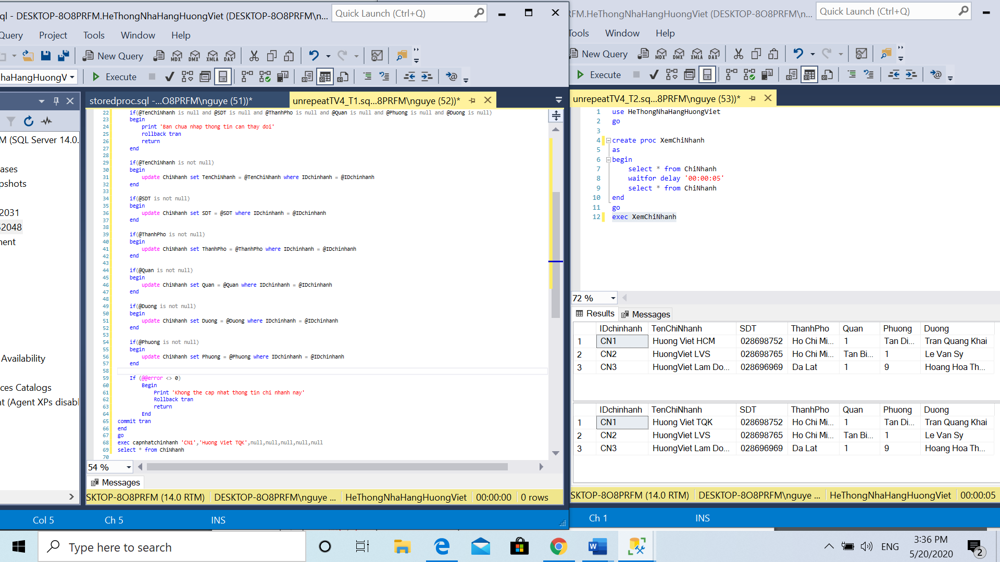 ql - DESKTOP-8O8PRFM.HeThongNhaHangHuongViet (DESKTOP-8O8PRFM\n...
Quick Launch (Ctrl+Q)
Query Project Tools Window Help
New Query
MDX DMX XMLA DAX
haHangHuongV
Execute
storedproc.sql -...O8PRFM\nguye (51))*
unrepeatTV4_T1.sq...8PRFM\nguye (52))*
M (SQL Server 14.0.
ases
pshots
2031
52048
ment
Availability
ces Catalogs
nt (Agent XPs disabl
22 if(@TenChiNhanh is null and @SDT is null and @ThanhPho is null and @Quan is null and @Phuong is null and @Duong is null)
23 begin
24 print 'Ban chua nhap thong tin can thay doi'
25 rollback tran
26 return
27 end
28
29 if(@TenChiNhanh is not null)
30 begin
31 update ChiNhanh set TenChiNhanh = @TenChiNhanh where IDchinhanh = @IDchinhanh
32 end
33
34 if(@SDT is not null)
35 begin
36 update ChiNhanh set SDT = @SDT where IDchinhanh = @IDchinhanh
37 end
38
39 if(@ThanhPho is not null)
40 begin
41 update ChiNhanh set ThanhPho = @ThanhPho where IDchinhanh = @IDchinhanh
42 end
43
44 if(@Quan is not null)
45 begin
46 update ChiNhanh set Quan = @Quan where IDchinhanh = @IDchinhanh
47 end
48
49 if(@Duong is not null)
50 begin
51 update ChiNhanh set Duong = @Duong where IDchinhanh = @IDchinhanh
52 end
53
54 if(@Phuong is not null)
55 begin
56 update ChiNhanh set Phuong = @Phuong where IDchinhanh = @IDchinhanh
57 end
58
59 If (@@error <> 0)
60 Begin
61 Print 'Khong the cap nhat thong tin chi nhanh nay'
62 Rollback tran
63 return
64 End
65 commit tran
66 end
67 go
68 exec capnhatchinhanh 'CN1','Huong Viet TQK',null,null,null,null,null
69 select * from ChiNhanh
70
54 %
Messages
SKTOP-8O8PRFM (14.0 RTM) DESKTOP-8O8PRFM\nguye ... HeThongNhaHangHuongViet 00:00:00 0 rows
Col 5 Ch 5 INS
RFM.HeThongNhaHangHuongViet (DESKTOP-8O8PRFM\n...
Quick Launch (Ctrl+Q)
Tools Window Help
New Query
MDX DMX XMLA DAX
Execute
unrepeatTV4_T2.sq...8PRFM\nguye (53))*
1 use HeThongNhaHangHuongViet
2 go
3
4 create proc XemChiNhanh
5 as
6 begin
7 select * from ChiNhanh
8 waitfor delay '00:00:05'
9 select * from ChiNhanh
10 end
11 go
12 exec XemChiNhanh
72 %
Results Messages
IDchinhanh TenChiNhanh SDT ThanhPho Quan Phuong Duong
1 CN1 Huong Viet HCM 028698752 Ho Chi Mi... 1 Tan Di... Tran Quang Khai
2 CN2 HuongViet LVS 028698765 Ho Chi Mi... Tan Bi... 1 Le Van Sy
3 CN3 HuongViet Lam Do... 028696969 Da Lat 1 9 Hoang Hoa Th...
IDchinhanh TenChiNhanh SDT ThanhPho Quan Phuong Duong
1 CN1 Huong Viet TQK 028698752 Ho Chi Mi... 1 Tan Di... Tran Quang Khai
2 CN2 HuongViet LVS 028698765 Ho Chi Mi... Tan Bi... 1 Le Van Sy
3 CN3 HuongViet Lam Do... 028696969 Da Lat 1 9 Hoang Hoa Th...
SKTOP-8O8PRFM (14.0 RTM) DESKTOP-8O8PRFM\nguye ... HeThongNhaHangHuongViet 00:00:05
Ch 1 INS
Type here to search
ENG
3:36 PM
5/20/2020
2